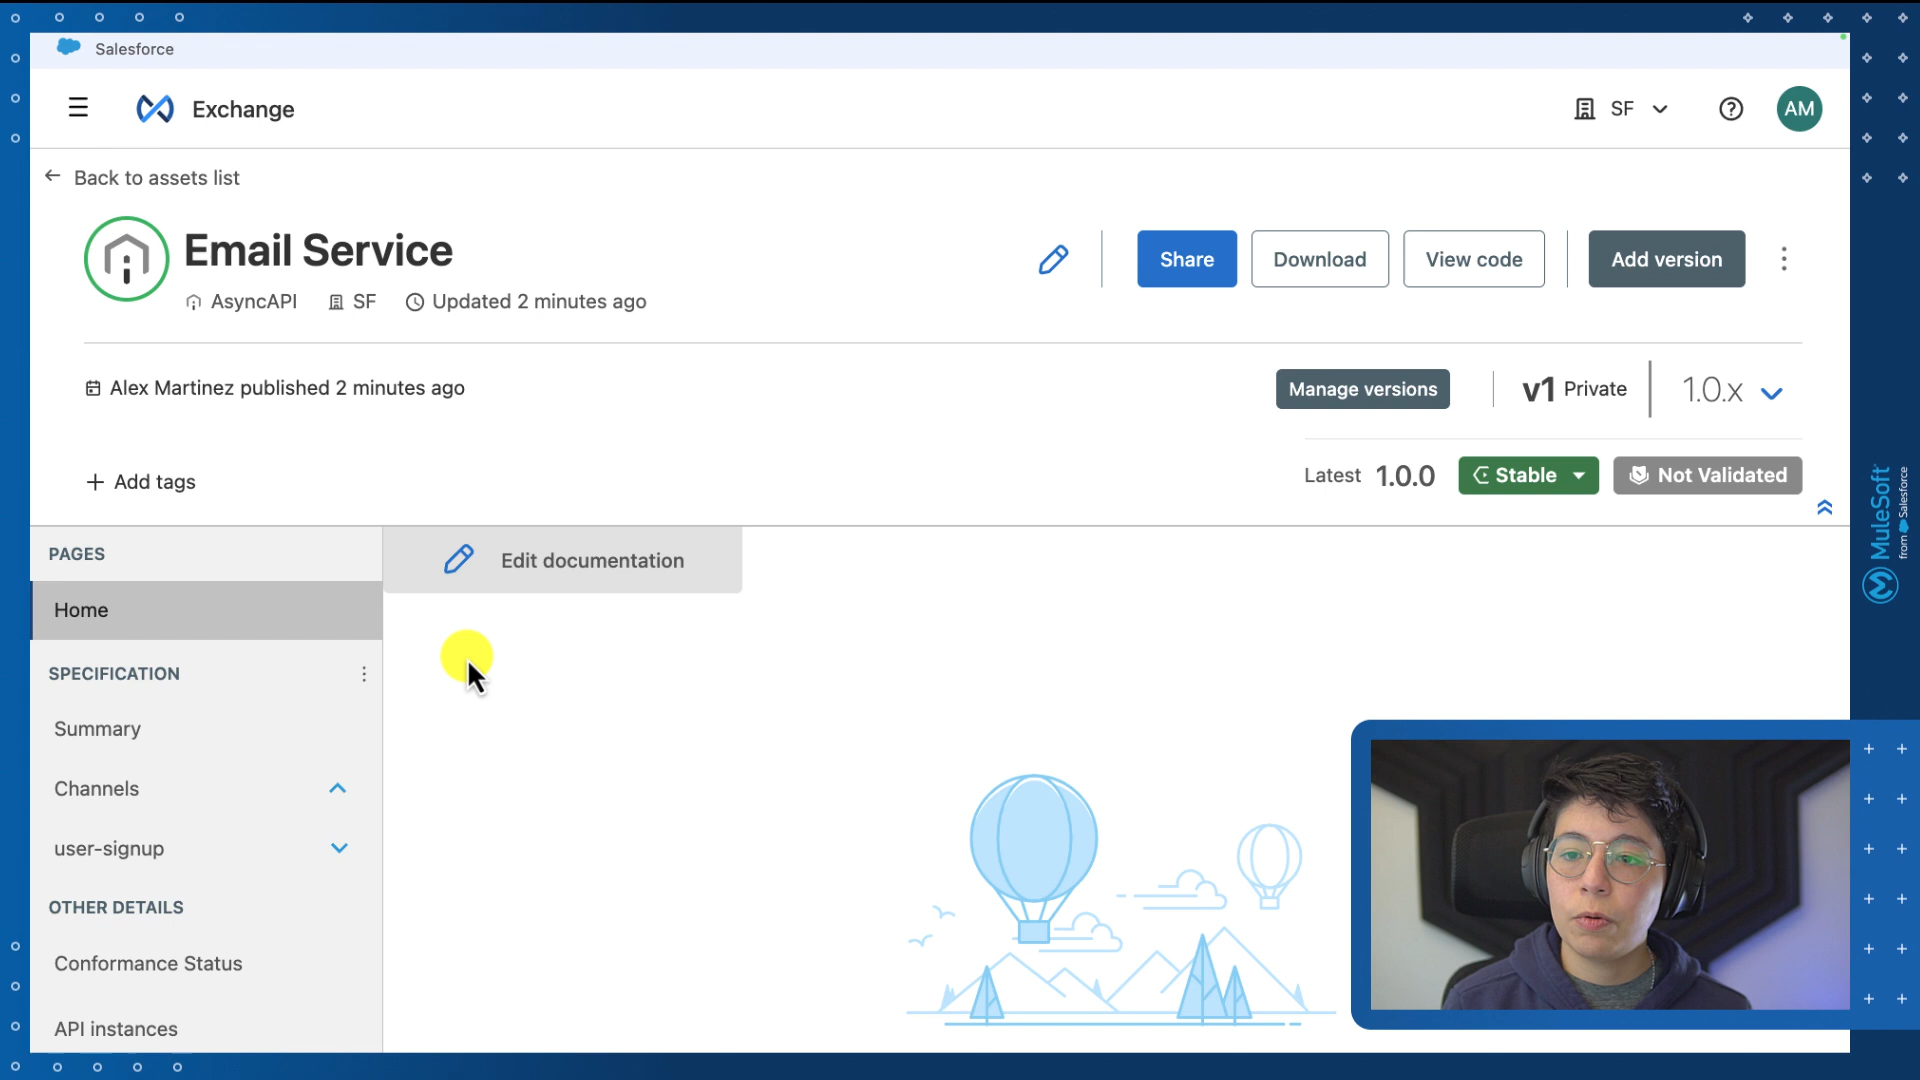 Salesforce
Exchange
SF
AM
Back to assets list
Email Service
Share
Download
View code
Add version
AsyncAPI
SF
Updated 2 minutes ago
Alex Martinez published 2 minutes ago
Manage versions
v1 Private
1.0.x
+ Add tags
Latest 1.0.0
Stable
Not Validated
PAGES
Edit documentation
Home
SPECIFICATION
Summary
Channels
user-signup
OTHER DETAILS
Conformance Status
API instances
MuleSoft
from Salesforce